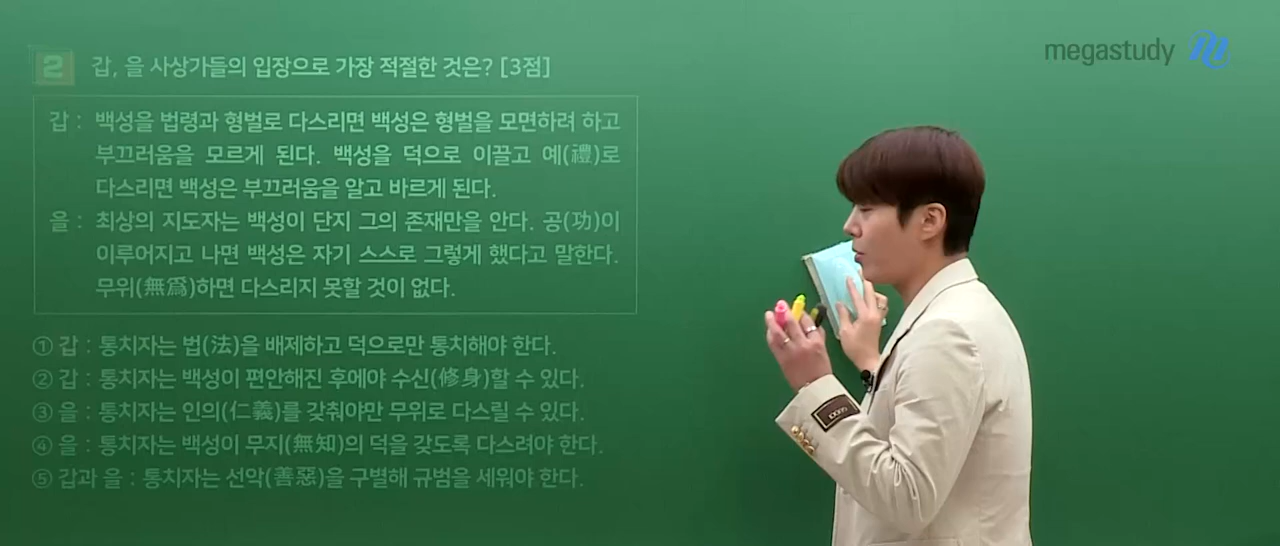 megastudy
2 갑, 을 사상가들의 입장으로 가장 적절한 것은? [3점]
갑 : 백성을 법령과 형벌로 다스리면 백성은 형벌을 모면하려 하고
부끄러움을 모르게 된다. 백성을 덕으로 이끌고 예(禮)로
다스리면 백성은 부끄러움을 알고 바르게 된다.
을 : 최상의 지도자는 백성이 단지 그의 존재만을 안다. 공(功)이
이루어지고 나면 백성은 자기 스스로 그렇게 했다고 말한다.
무위(無爲)하면 다스리지 못할 것이 없다.
① 갑 : 통치자는 법(法)을 배제하고 덕으로만 통치해야 한다.
② 갑 : 통치자는 백성이 편안해진 후에야 수신(修身)할 수 있다.
③ 을 : 통치자는 인의(仁義)를 갖춰야만 무위로 다스릴 수 있다.
④ 을 : 통치자는 백성이 무지(無知)의 덕을 갖도록 다스려야 한다.
⑤ 갑과 을 : 통치자는 선악(善惡)을 구별해 규범을 세워야 한다.